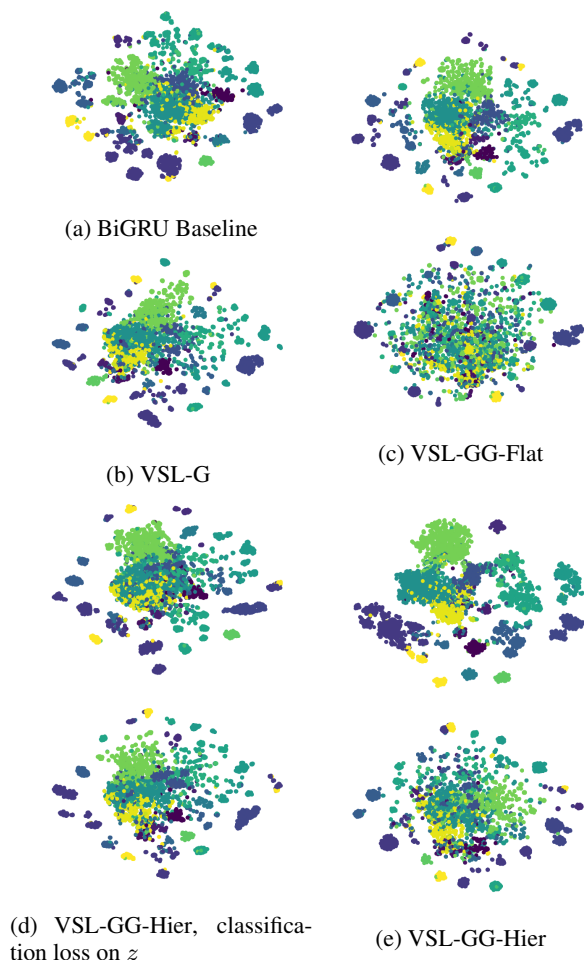 (a) BiGRU Baseline
(b) VSL-G
(c) VSL-GG-Flat
(d) VSL-GG-Hier, classifica-
tion loss on z
(e) VSL-GG-Hier